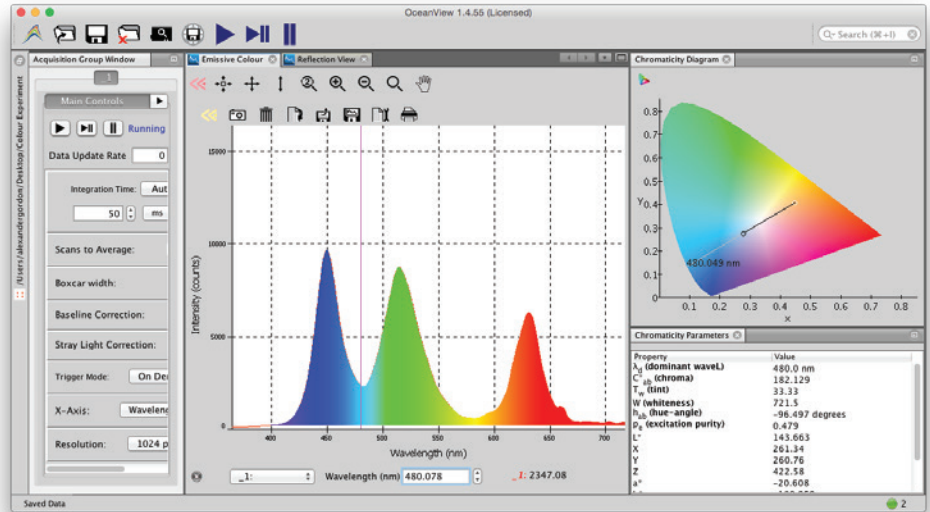 OceanView 1.4.55 (Licensed)
Search (⌘+I)
Acquisition Group Window
_1
Main Controls
Running
Data Update Rate 0
Integration Time: Aut
50 ms
Scans to Average:
Boxcar width:
Baseline Correction:
Stray Light Correction:
Trigger Mode: On De
X-Axis: Waveleng
Resolution: 1024 p
/Users/alexandergordon/Desktop/Colour Experiment
Emissive Colour
Reflection View
15000
10000
5000
0
Intensity (counts)
400 450 500 550 600 650 700
Wavelength (nm)
_1: Wavelength (nm) 480.078 _1: 2347.08
Chromaticity Diagram
0.8
0.7
0.6
0.5
Y 0.4
0.3
0.2
0.1
0
480.049 nm
0.1 0.2 0.3 0.4 0.5 0.6 0.7 0.8
X
Chromaticity Parameters
Property Value
λd (dominant waveL) 480.0 nm
C*ab (chroma) 182.129
Tw (tint) 33.33
W (whiteness) 721.5
hab (hue-angle) -96.497 degrees
Pe (excitation purity) 0.479
L* 143.663
X 261.34
Y 260.76
Z 422.58
a* -20.608
Saved Data
2